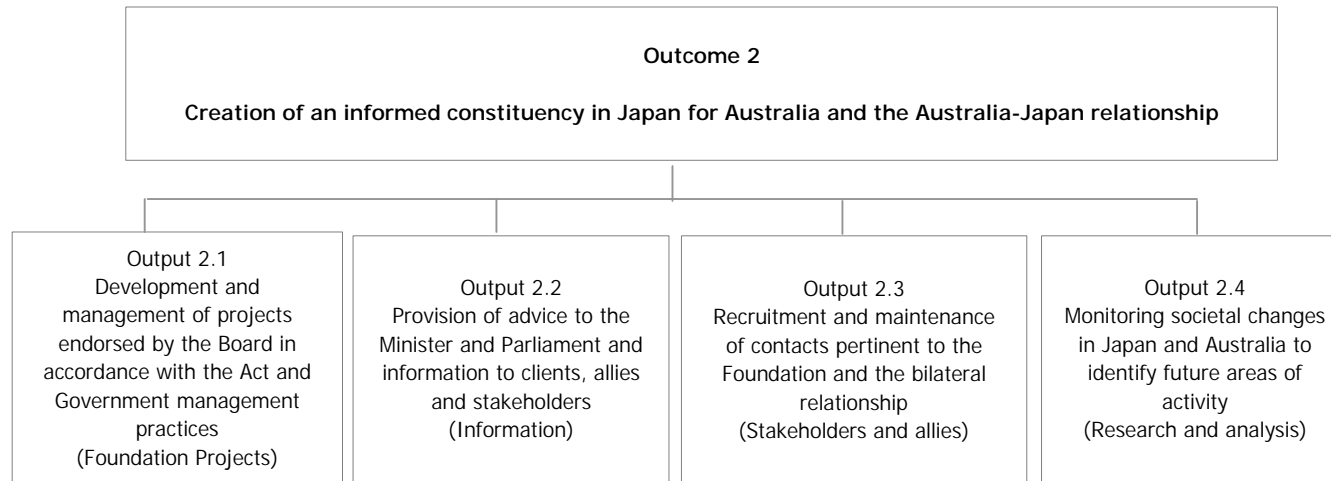 Outcome 2
Creation of an informed constituency in Japan for Australia and the Australia-Japan relationship
Output 2.1
Development and
management of projects
endorsed by the Board in
accordance with the Act and
Government management
practices
(Foundation Projects)
Output 2.2
Provision of advice to the
Minister and Parliament and
information to clients, allies
and stakeholders
(Information)
Output 2.3
Recruitment and maintenance
of contacts pertinent to the
Foundation and the bilateral
relationship
(Stakeholders and allies)
Output 2.4
Monitoring societal changes
in Japan and Australia to
identify future areas of
activity
(Research and analysis)